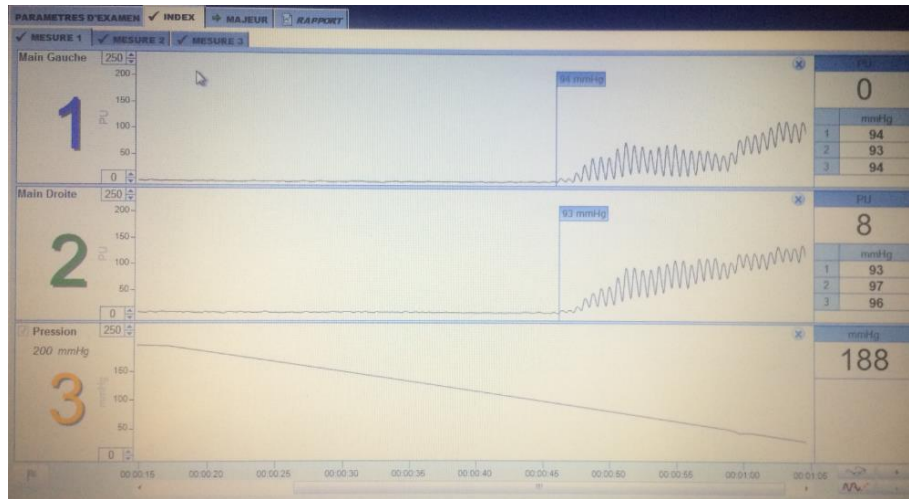 PARAMETRES D'EXAMEN INDEX MAJEUR RAPPORT
MESURE 1 MESURE 2 MESURE 3
Main Gauche
1
PU
250
200
150
100
50
0
94 mmHg
PU
0
mmHg
1 94
2 93
3 94
Main Droite
2
PU
250
200
150
100
50
0
93 mmHg
PU
8
mmHg
1 93
2 97
3 96
Pression
200 mmHg
3
mmHg
250
150
100
50
0
mmHg
188
00:00:15 00:00:20 00:00:25 00:00:30 00:00:35 00:00:40 00:00:45 00:00:50 00:00:55 00:01:00 00:01:05